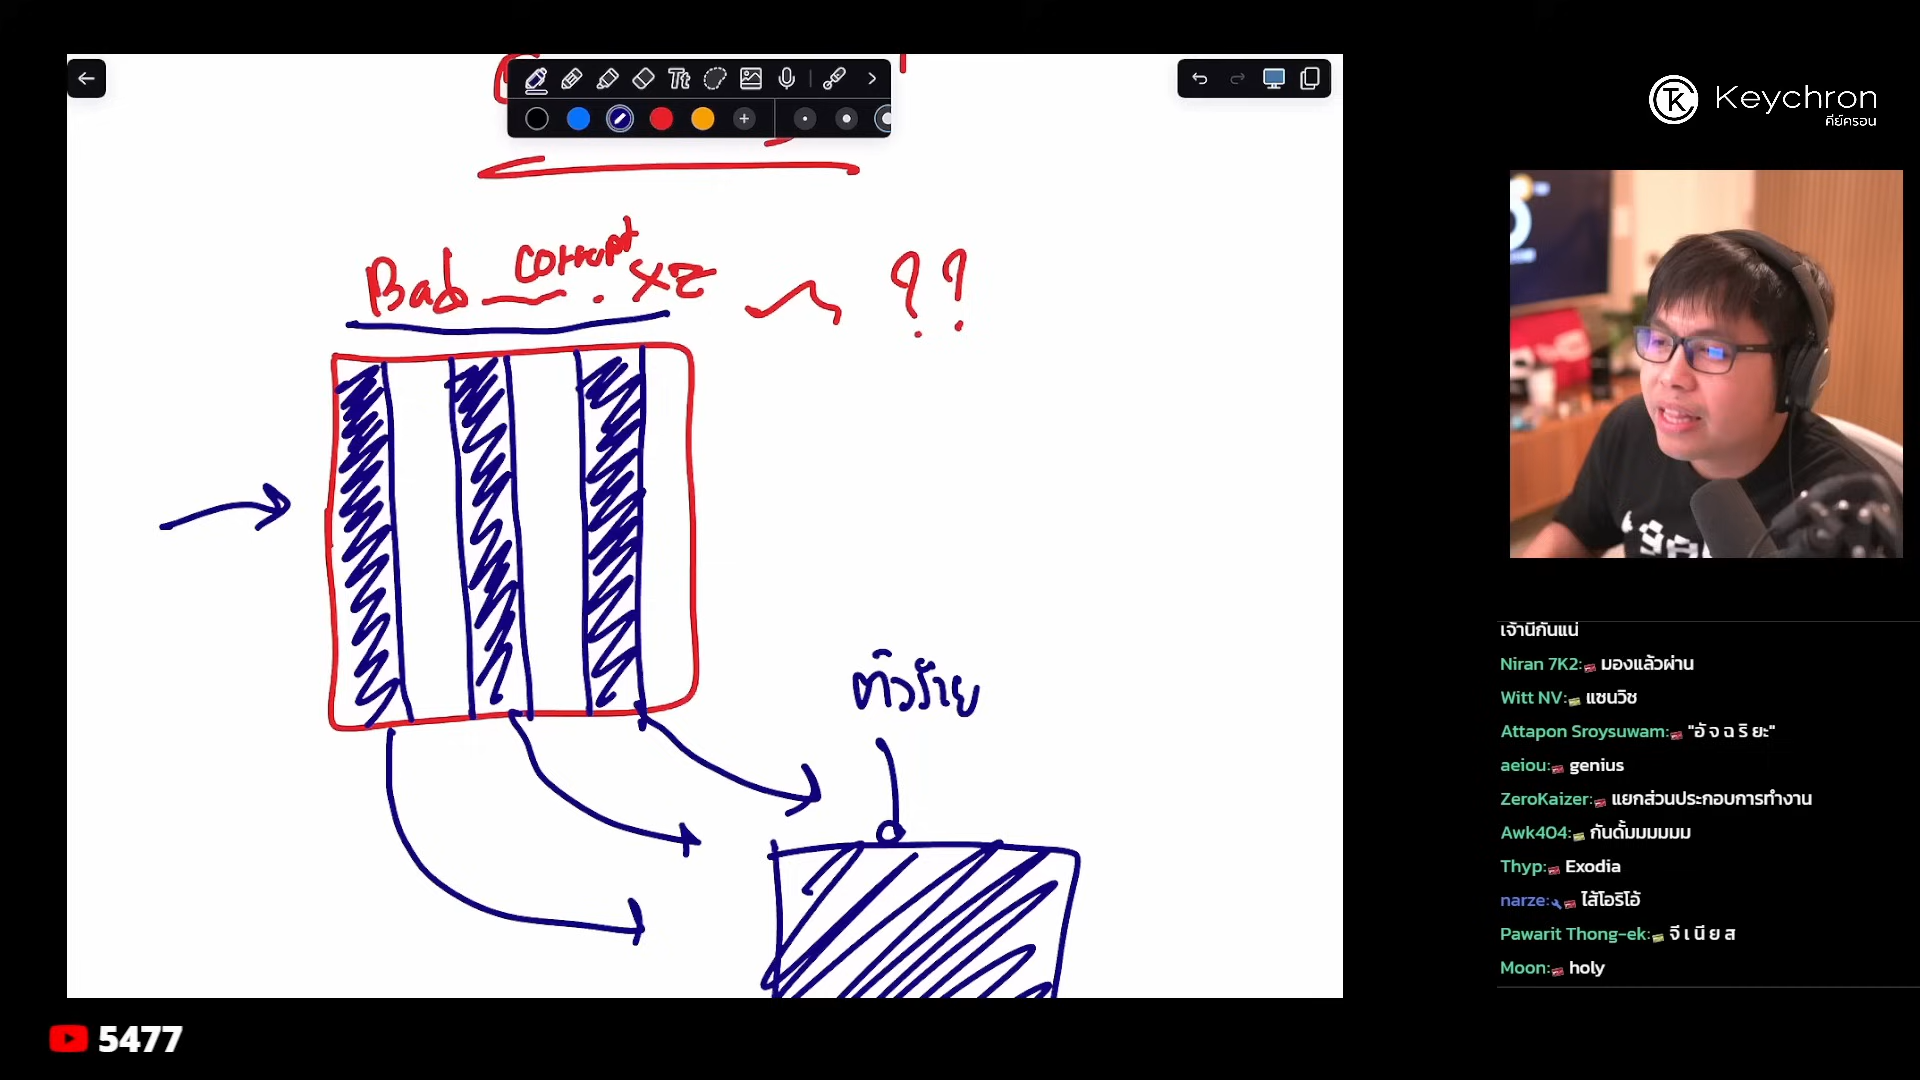 Tt
Keychron
คีย์ครอน
Bad corrupt . xz ??
ตัวร้าย
เจ้านี่กันแน่
Niran 7K2: มองแล้วผ่าน
Witt NV: แซนวิช
Attapon Sroysuwam: "อั จ ฉ ริ ยะ"
aeiou: genius
ZeroKaizer: แยกส่วนประกอบการทำงาน
Awk404: กันดั้มมมมมม
Thyp: Exodia
narze: ไส้โอริโอ้
Pawarit Thong-ek: จี เ นี ย ส
Moon: holy
5477